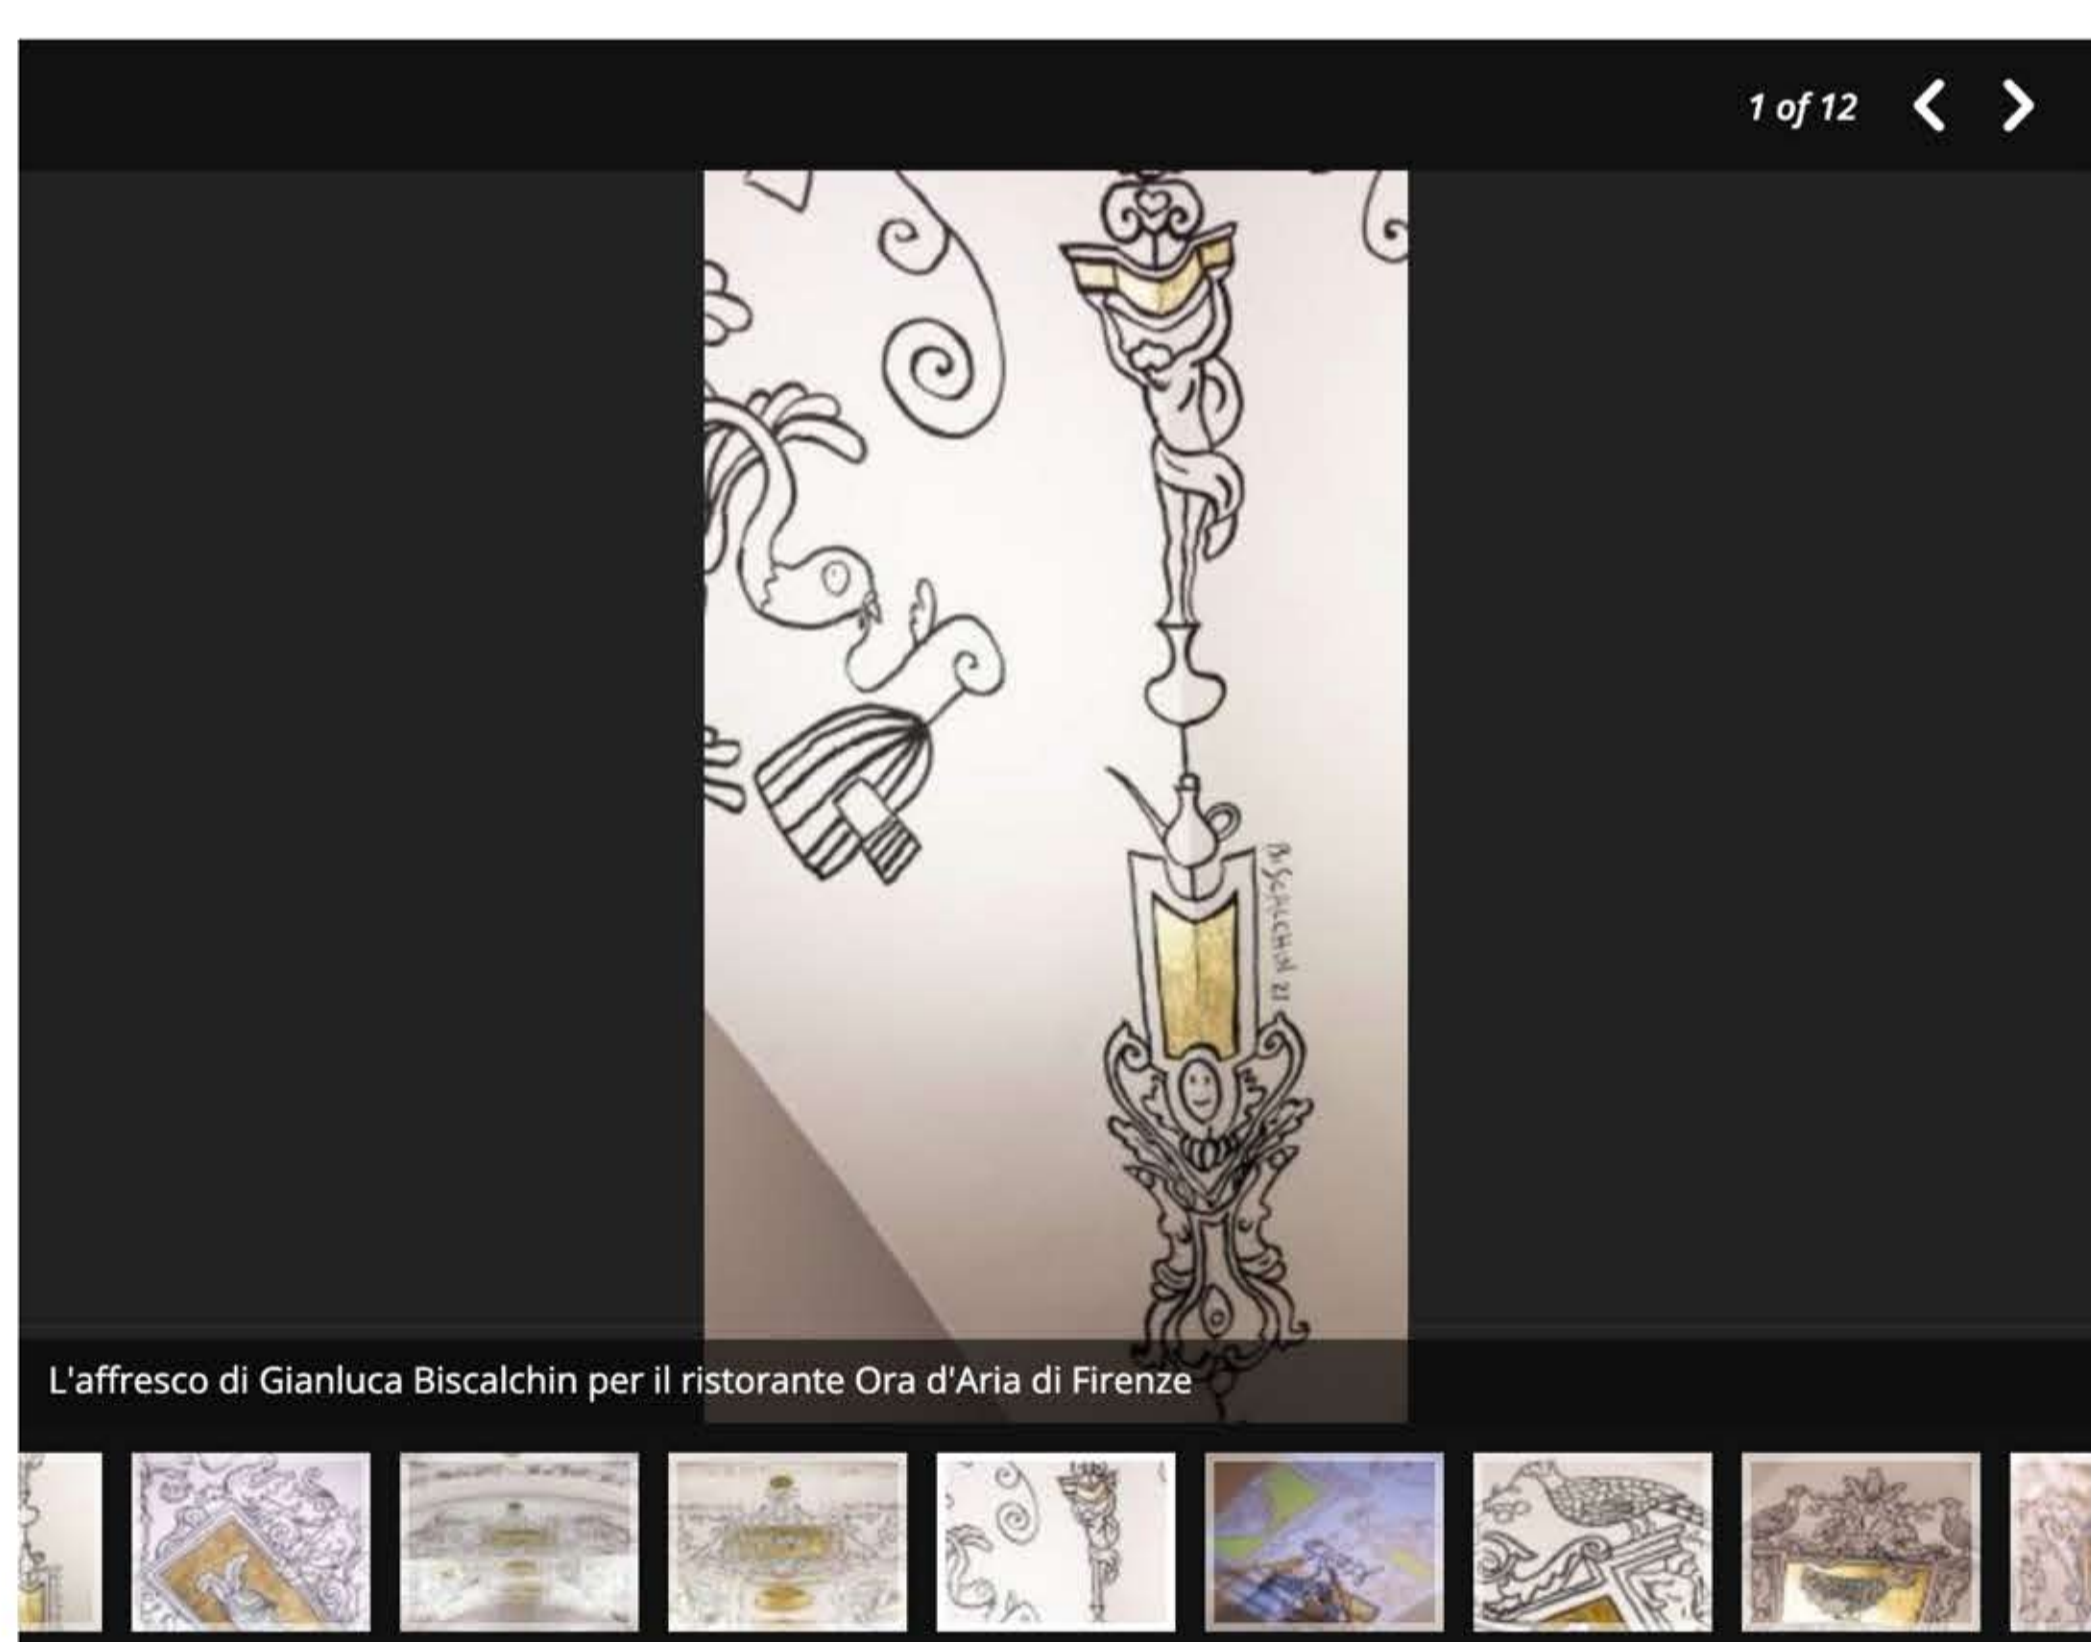 1 of 12
BISCALCHIN 21
L'affresco di Gianluca Biscalchin per il ristorante Ora d'Aria di Firenze